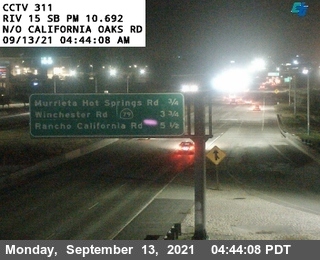 CCTV 311
RIV 15 SB PM 10.692
N/O CALIFORNIA OAKS RD
09/13/21 04:44:08 AM
Murrieta Hot Springs Rd 3/4
Winchester Rd 79 3 3/4
Rancho California Rd 5 1/2
Monday, September 13, 2021 04:44:08 PDT